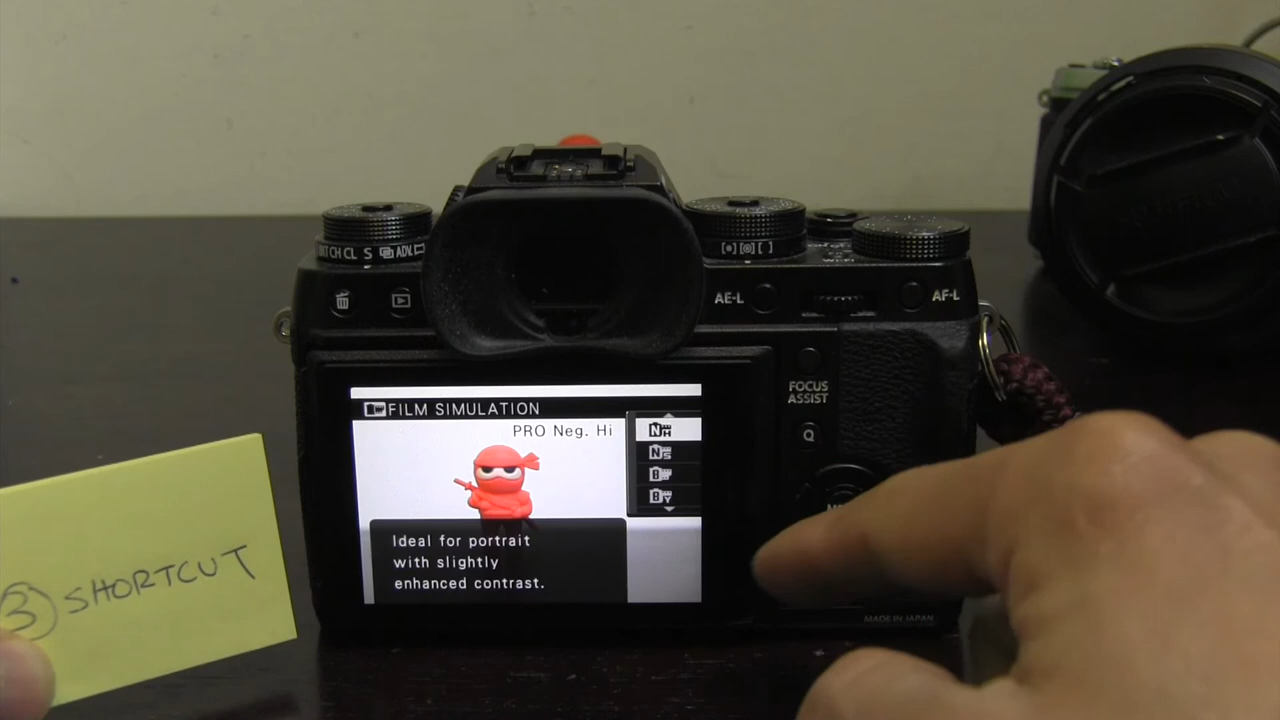 CH CL S ADV.
AE-L
AF-L
FOCUS
ASSIST
Q
FILM SIMULATION
PRO Neg. Hi
Ideal for portrait
with slightly
enhanced contrast.
③ SHORTCUT
MADE IN JAPAN